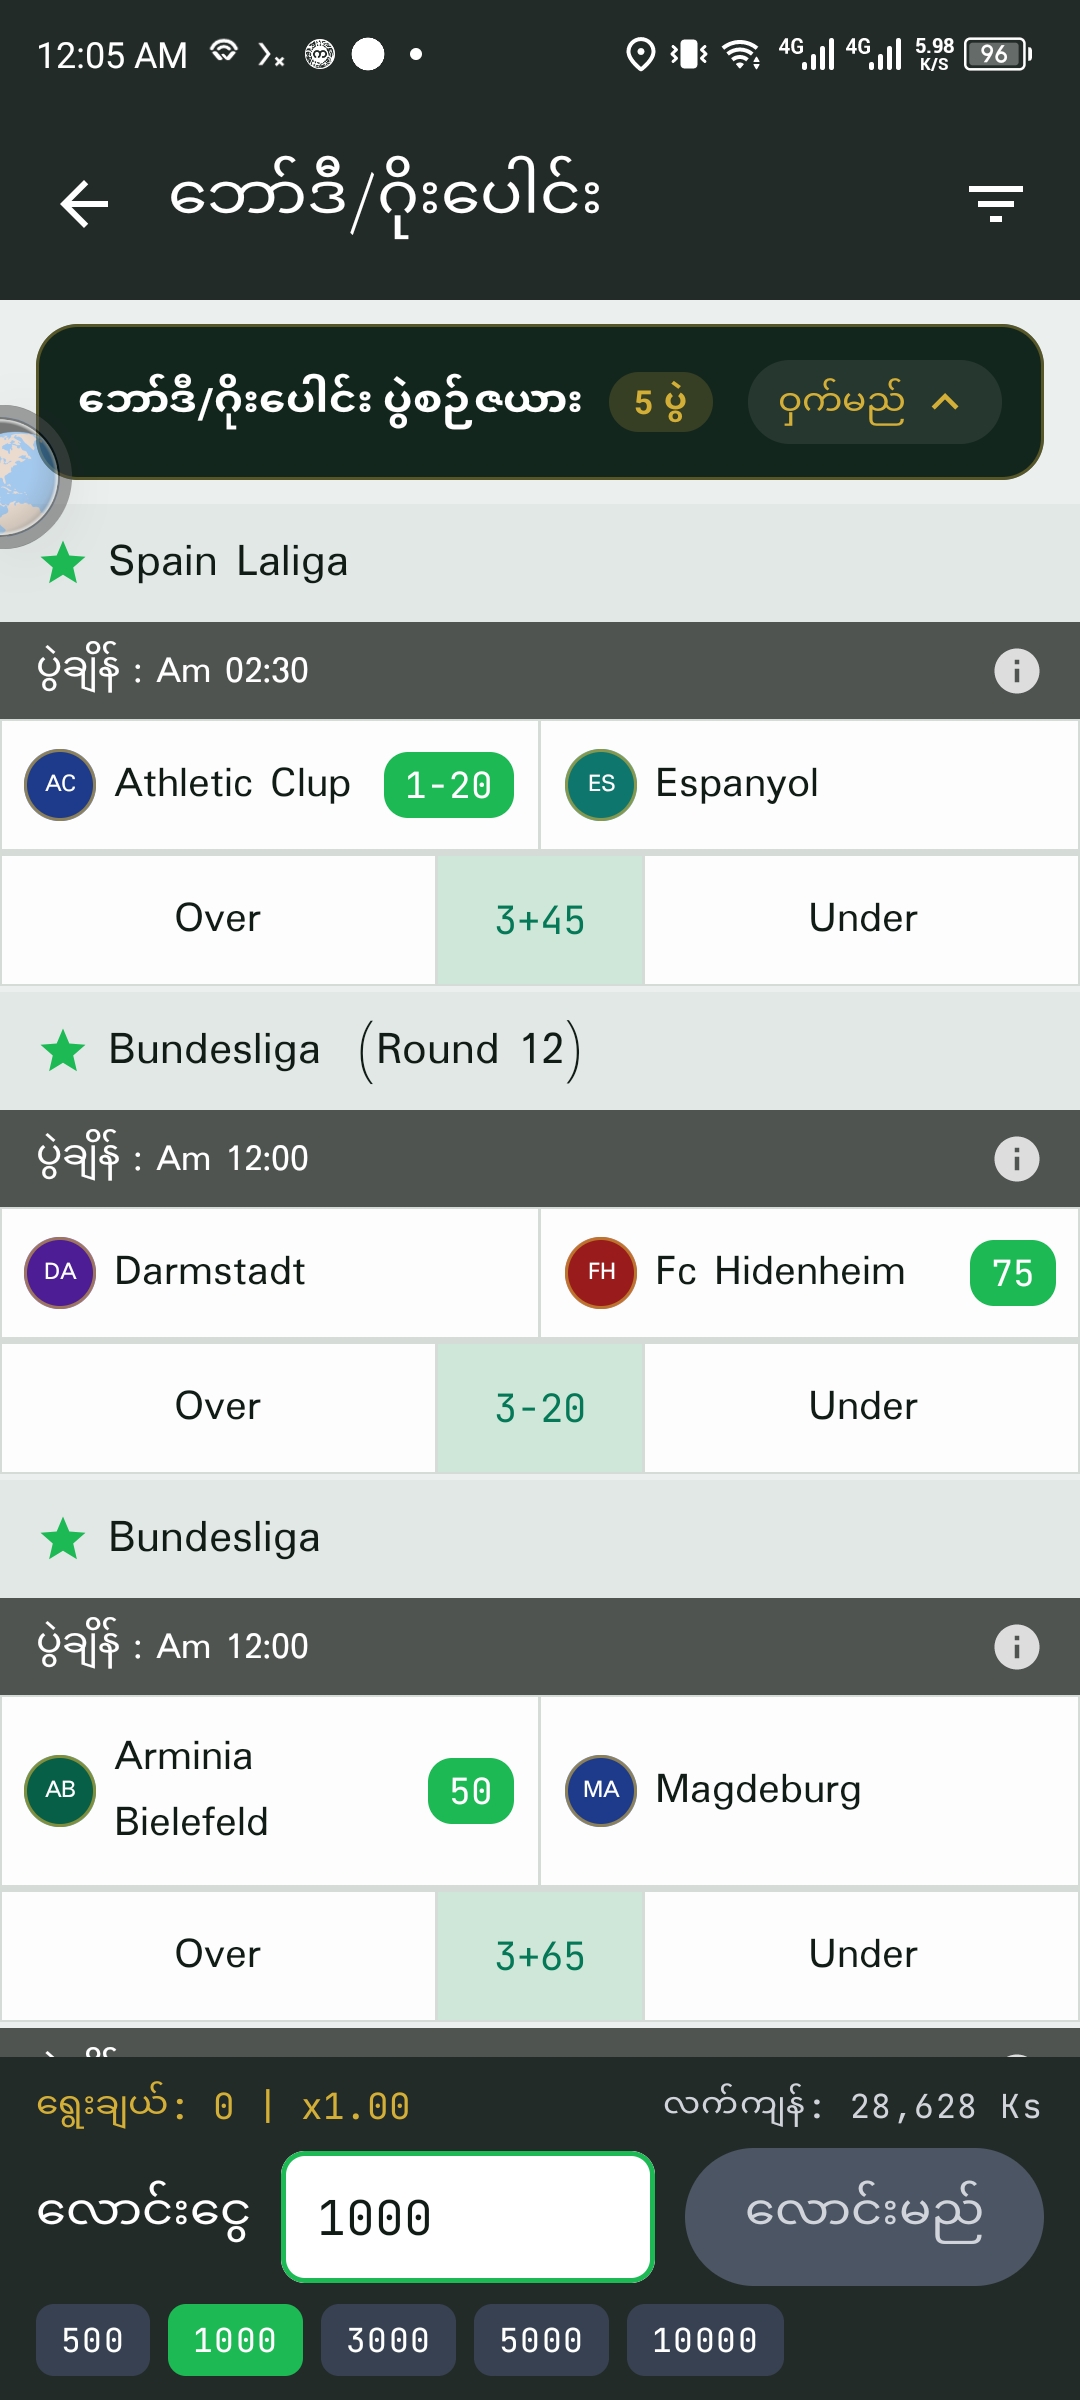 12:05 AM 4G 4G 5.98 K/S 96
ဘော်ဒီ/ဂိုးပေါင်း
ဘော်ဒီ/ဂိုးပေါင်း ပွဲစဉ်ဇယား 5 ပွဲ ဝှက်မည်
Spain Laliga
ပွဲချိန် : Am 02:30
AC Athletic Clup 1-20 ES Espanyol
Over 3+45 Under
Bundesliga (Round 12)
ပွဲချိန် : Am 12:00
DA Darmstadt FH Fc Hidenheim 75
Over 3-20 Under
Bundesliga
ပွဲချိန် : Am 12:00
AB Arminia Bielefeld 50 MA Magdeburg
Over 3+65 Under
ရွေးချယ်: 0 | x1.00 လက်ကျန်: 28,628 Ks
လောင်းငွေ 1000 လောင်းမည်
500 1000 3000 5000 10000